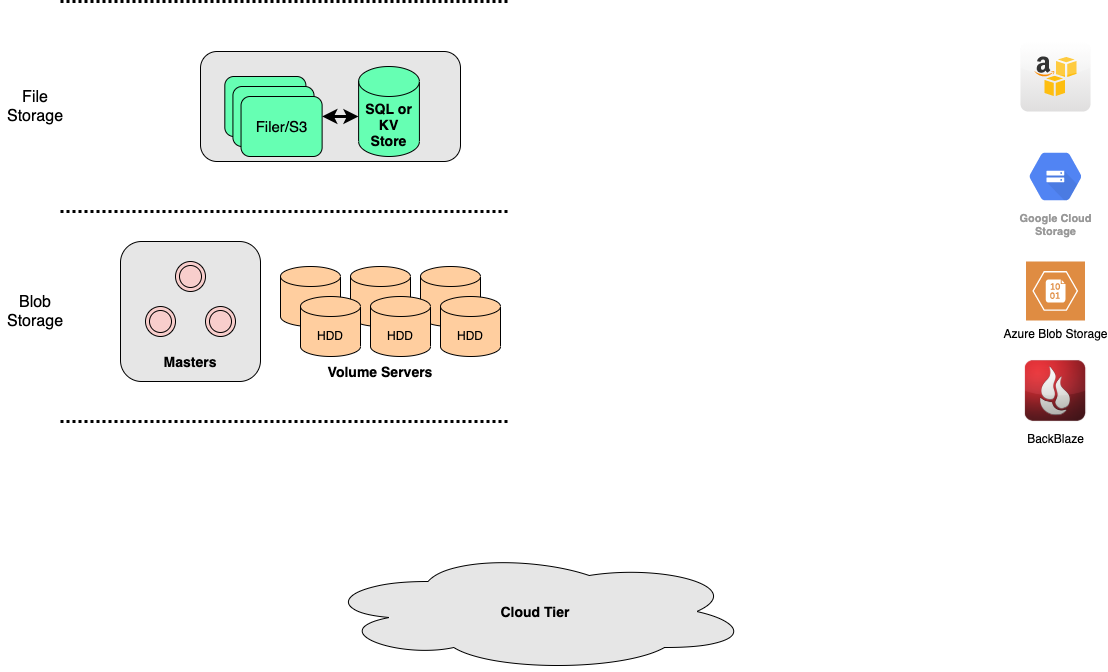 File
Storage
Filer/S3
SQL or
KV
Store
a
Google Cloud
Storage
Blob
Storage
Masters
HDD
HDD
HDD
Volume Servers
10
01
Azure Blob Storage
BackBlaze
Cloud Tier